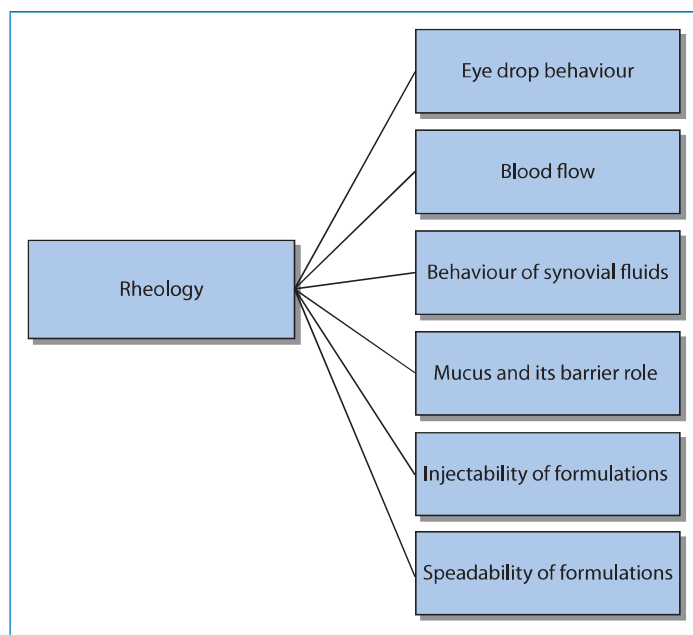 Eye drop behaviour
Blood flow
Behaviour of synovial fluids
Rheology
Mucus and its barrier role
Injectability of formulations
Speadability of formulations